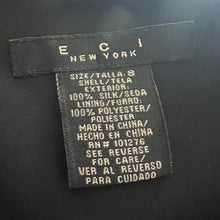 E C I
NEW YORK
SIZE/TALLA: 8
SHELL/TELA
EXTERIOR:
100% SILK/SEDA
LINING/FURRO:
100% POLYESTER/
POLIESTER
MADE IN CHINA/
HECHO EN CHINA
RN# 101276
SEE REVERSE
FOR CARE/
VER AL REVERSO
PARA CUIDADO